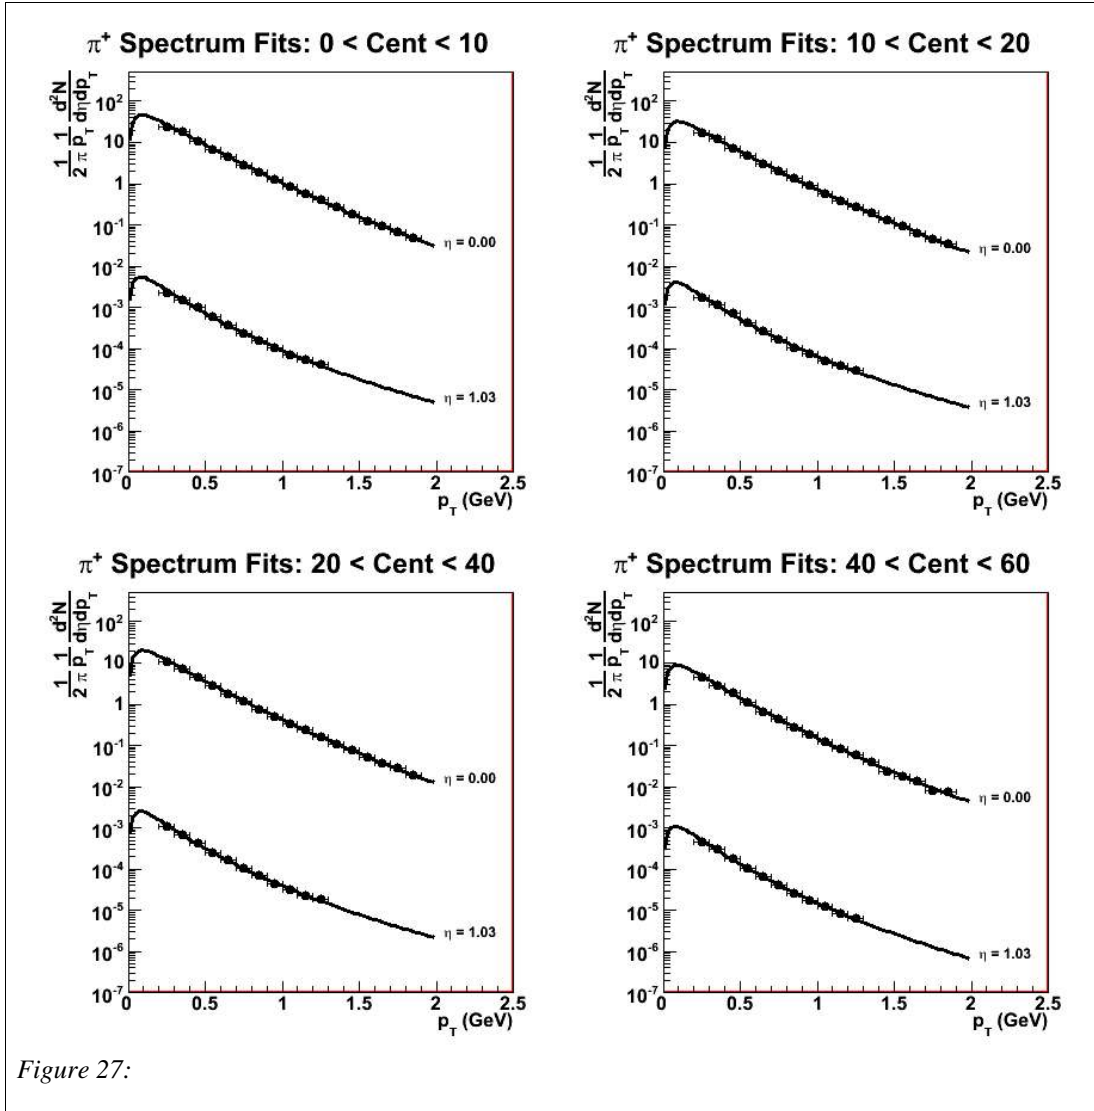 π⁺ Spectrum Fits: 0 < Cent < 10
1/2π 1/p_T d²N/dηdp_T
10²
10
1
10⁻¹
10⁻²
10⁻³
10⁻⁴
10⁻⁵
10⁻⁶
10⁻⁷
η = 0.00
η = 1.03
0 0.5 1 1.5 2 2.5
p_T (GeV)
π⁺ Spectrum Fits: 10 < Cent < 20
1/2π 1/p_T d²N/dηdp_T
10²
10
1
10⁻¹
10⁻²
10⁻³
10⁻⁴
10⁻⁵
10⁻⁶
10⁻⁷
η = 0.00
η = 1.03
0 0.5 1 1.5 2 2.5
p_T (GeV)
π⁺ Spectrum Fits: 20 < Cent < 40
1/2π 1/p_T d²N/dηdp_T
10²
10
1
10⁻¹
10⁻²
10⁻³
10⁻⁴
10⁻⁵
10⁻⁶
10⁻⁷
η = 0.00
η = 1.03
0 0.5 1 1.5 2 2.5
p_T (GeV)
π⁺ Spectrum Fits: 40 < Cent < 60
1/2π 1/p_T d²N/dηdp_T
10²
10
1
10⁻¹
10⁻²
10⁻³
10⁻⁴
10⁻⁵
10⁻⁶
10⁻⁷
η = 0.00
η = 1.03
0 0.5 1 1.5 2 2.5
p_T (GeV)
Figure 27: